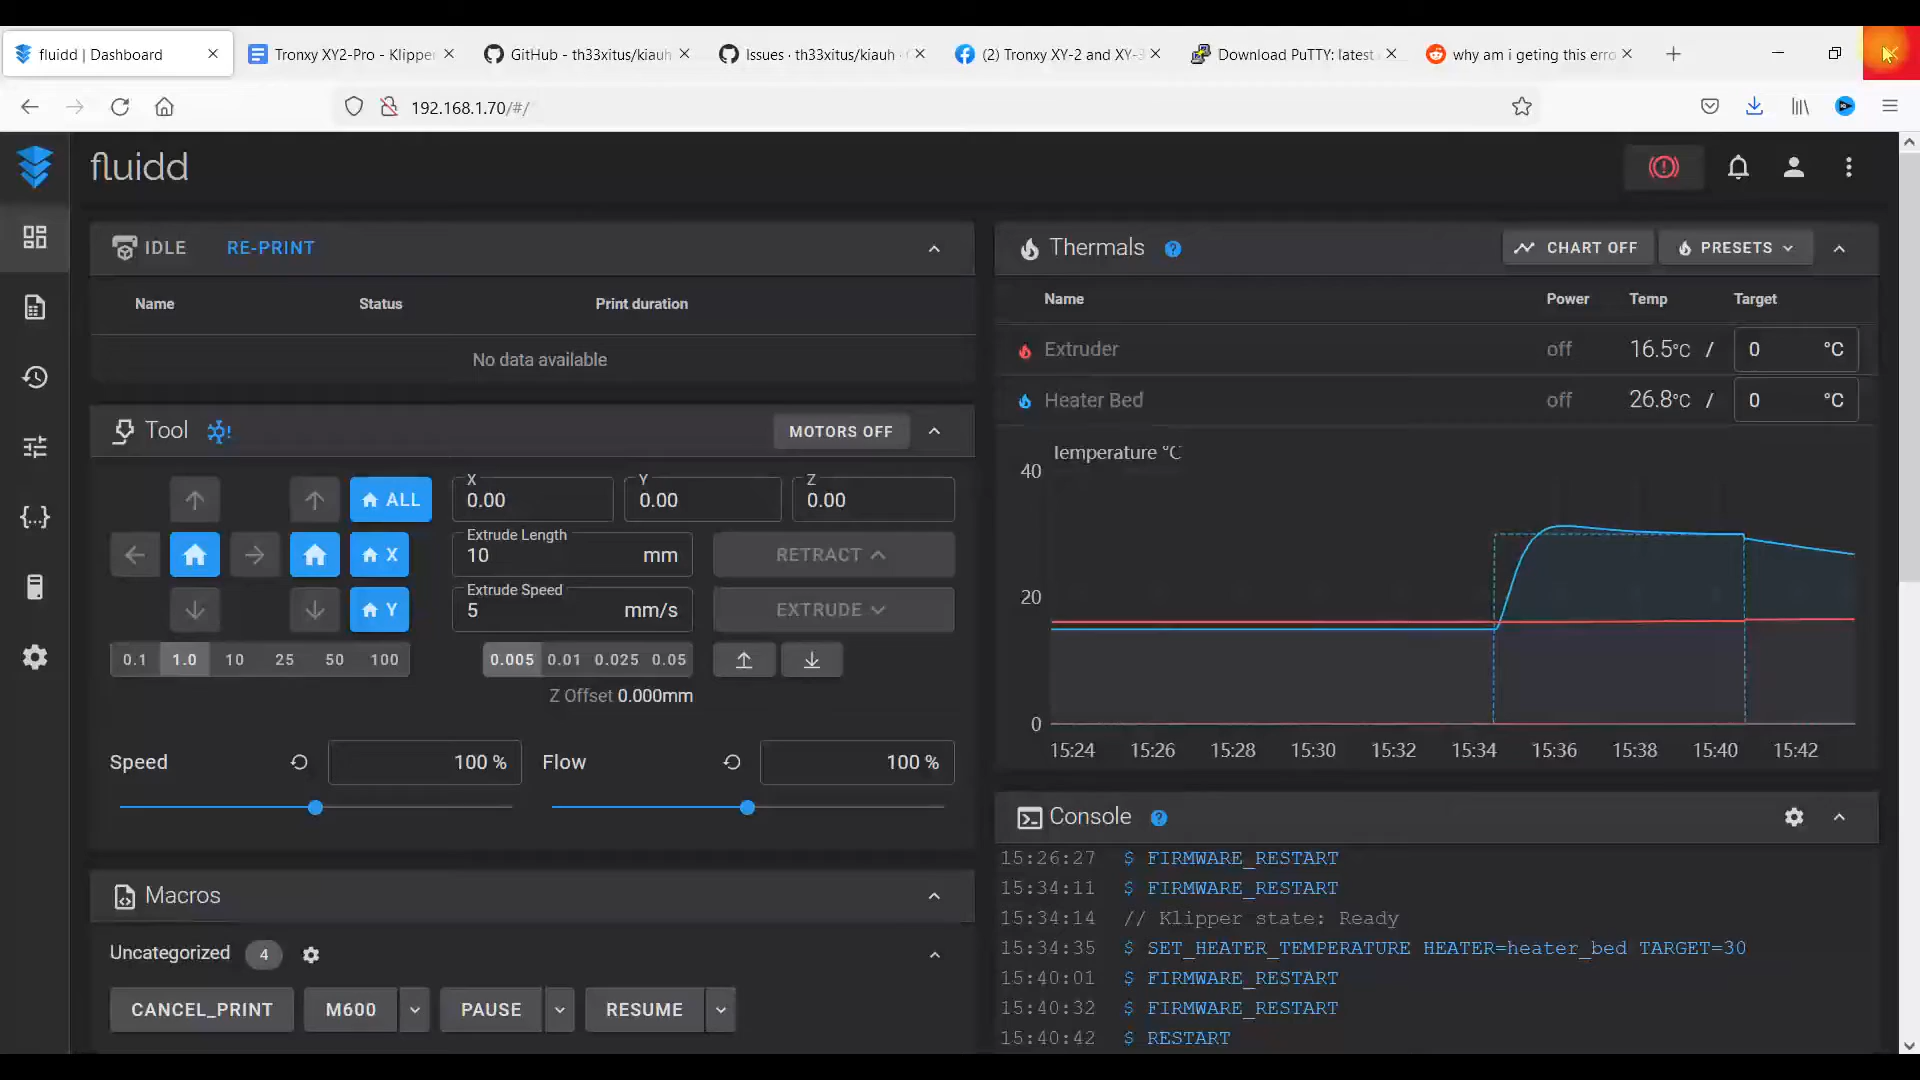 fluidd | Dashboard
Tronxy XY2-Pro - Klipper
GitHub - th33xitus/kiauh
Issues · th33xitus/kiauh ·
(2) Tronxy XY-2 and XY-3
Download PuTTY: latest
why am i geting this erro
192.168.1.70/#/
fluidd
IDLE
RE-PRINT
Name
Status
Print duration
No data available
Tool
MOTORS OFF
ALL
X
0.00
Y
0.00
Z
0.00
X
Extrude Length
10
mm
RETRACT
Y
Extrude Speed
5
mm/s
EXTRUDE
0.1
1.0
10
25
50
100
0.005
0.01
0.025
0.05
Z Offset 0.000mm
Speed
100 %
Flow
100 %
Macros
Uncategorized
4
CANCEL_PRINT
M600
PAUSE
RESUME
Thermals
CHART OFF
PRESETS
Name
Power
Temp
Target
Extruder
off
16.5°C /
0
°C
Heater Bed
off
26.8°C /
0
°C
Temperature °C
40
20
0
15:24
15:26
15:28
15:30
15:32
15:34
15:36
15:38
15:40
15:42
Console
15:26:27 $ FIRMWARE_RESTART
15:34:11 $ FIRMWARE_RESTART
15:34:14 // Klipper state: Ready
15:34:35 $ SET_HEATER_TEMPERATURE HEATER=heater_bed TARGET=30
15:40:01 $ FIRMWARE_RESTART
15:40:32 $ FIRMWARE_RESTART
15:40:42 $ RESTART